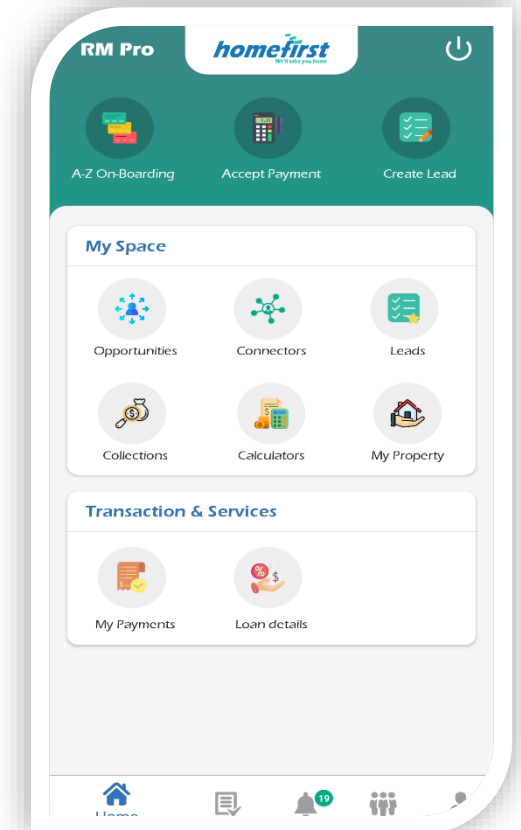 RM Pro
homefirst
We'll take you home
A-Z On-Boarding
Accept Payment
Create Lead
My Space
Opportunities
Connectors
Leads
Collections
Calculators
My Property
Transaction & Services
My Payments
Loan details
19
Home